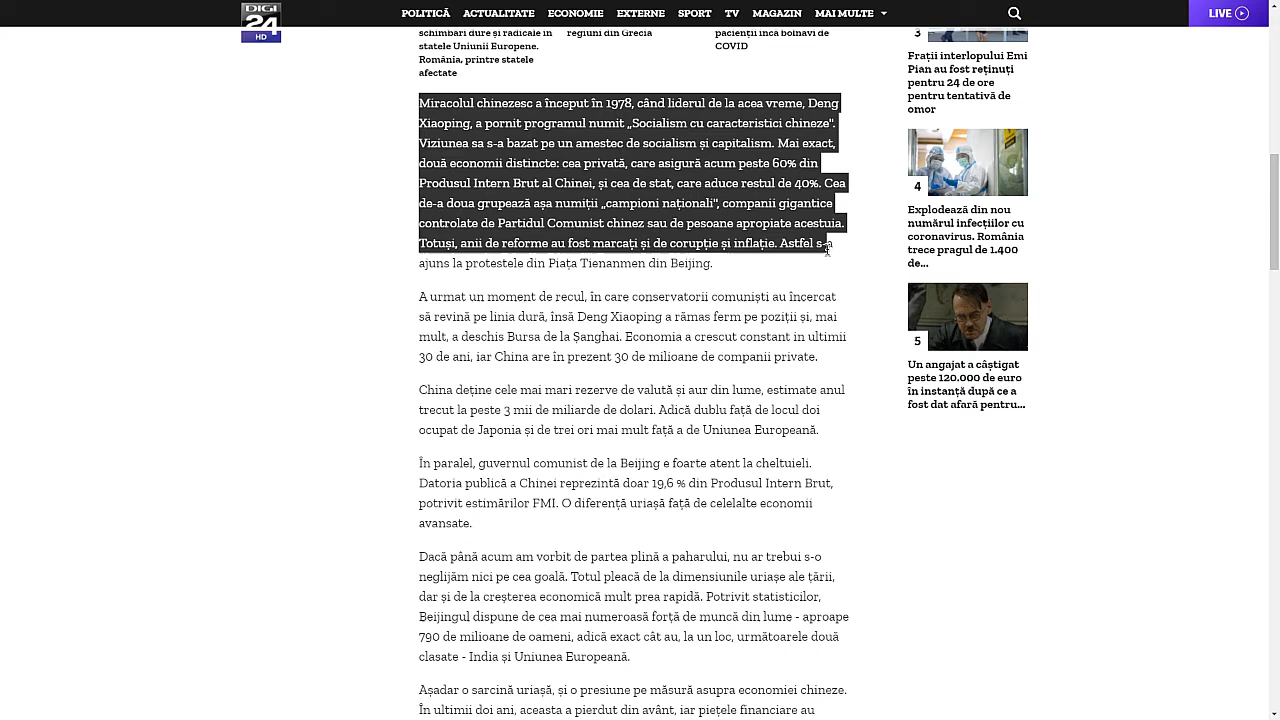 DIGI
24
HD
POLITICĂ ACTUALITATE ECONOMIE EXTERNE SPORT TV MAGAZIN MAI MULTE
LIVE
schimbări dure și radicale în
statele Uniunii Europene.
România, printre statele
afectate
regiuni din Grecia
pacienții încă bolnavi de
COVID
Miracolul chinezesc a început în 1978, când liderul de la acea vreme, Deng
Xiaoping, a pornit programul numit „Socialism cu caracteristici chineze".
Viziunea sa s-a bazat pe un amestec de socialism și capitalism. Mai exact,
două economii distincte: cea privată, care asigură acum peste 60% din
Produsul Intern Brut al Chinei, și cea de stat, care aduce restul de 40%. Cea
de-a doua grupează așa numiții „campioni naționali", companii gigantice
controlate de Partidul Comunist chinez sau de pesoane apropiate acestuia.
Totuși, anii de reforme au fost marcați și de corupție și inflație. Astfel s-a
ajuns la protestele din Piața Tienanmen din Beijing.
A urmat un moment de recul, în care conservatorii comuniști au încercat
să revină pe linia dură, însă Deng Xiaoping a rămas ferm pe poziții și, mai
mult, a deschis Bursa de la Șanghai. Economia a crescut constant in ultimii
30 de ani, iar China are în prezent 30 de milioane de companii private.
China deține cele mai mari rezerve de valută și aur din lume, estimate anul
trecut la peste 3 mii de miliarde de dolari. Adică dublu față de locul doi
ocupat de Japonia și de trei ori mai mult față a de Uniunea Europeană.
În paralel, guvernul comunist de la Beijing e foarte atent la cheltuieli.
Datoria publică a Chinei reprezintă doar 19,6 % din Produsul Intern Brut,
potrivit estimărilor FMI. O diferență uriașă față de celelalte economii
avansate.
Dacă până acum am vorbit de partea plină a paharului, nu ar trebui s-o
neglijăm nici pe cea goală. Totul pleacă de la dimensiunile uriașe ale țării,
dar și de la creșterea economică mult prea rapidă. Potrivit statisticilor,
Beijingul dispune de cea mai numeroasă forță de muncă din lume - aproape
790 de milioane de oameni, adică exact cât au, la un loc, următoarele două
clasate - India și Uniunea Europeană.
Așadar o sarcină uriașă, și o presiune pe măsură asupra economiei chineze.
În ultimii doi ani, aceasta a pierdut din avânt, iar piețele financiare au
3
Frații interlopului Emi
Pian au fost reținuți
pentru 24 de ore
pentru tentativă de
omor
4
Explodează din nou
numărul infecțiilor cu
coronavirus. România
trece pragul de 1.400
de...
5
Un angajat a câștigat
peste 120.000 de euro
în instanță după ce a
fost dat afară pentru...